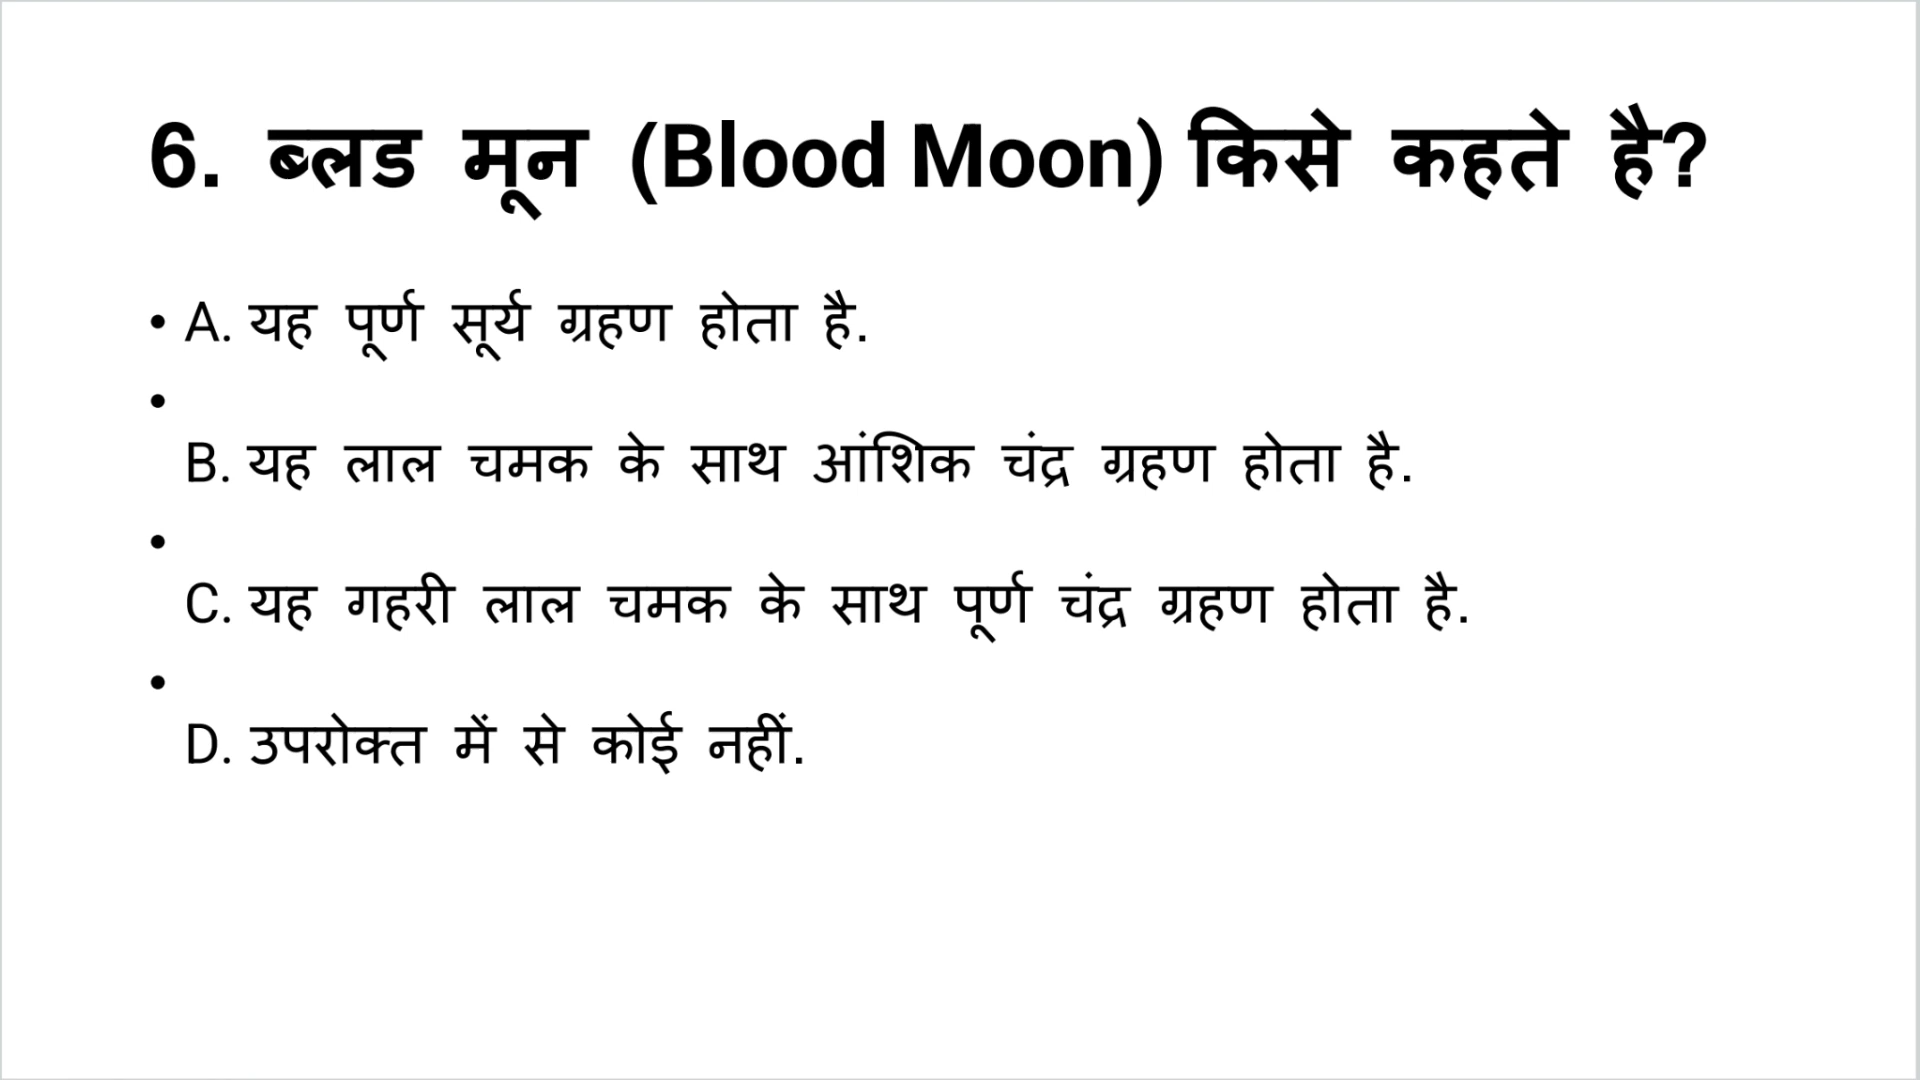 6. ब्लड मून (Blood Moon) किसे कहते है?
• A. यह पूर्ण सूर्य ग्रहण होता है.
•
B. यह लाल चमक के साथ आंशिक चंद्र ग्रहण होता है.
•
C. यह गहरी लाल चमक के साथ पूर्ण चंद्र ग्रहण होता है.
•
D. उपरोक्त में से कोई नहीं.